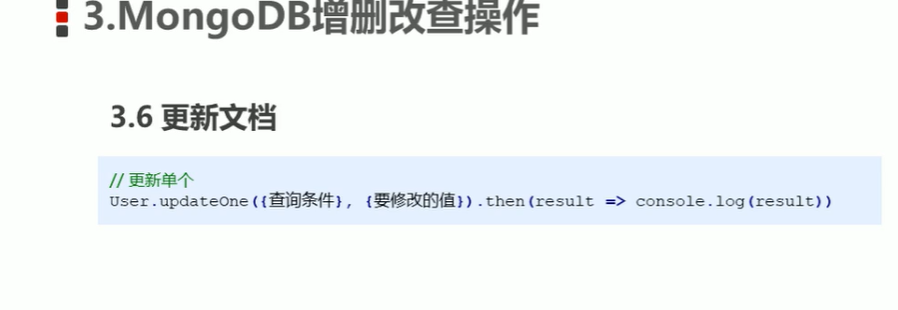 3.MongoDB增删改查操作
3.6 更新文档
// 更新单个
User.updateOne({查询条件}, {要修改的值}).then(result => console.log(result))